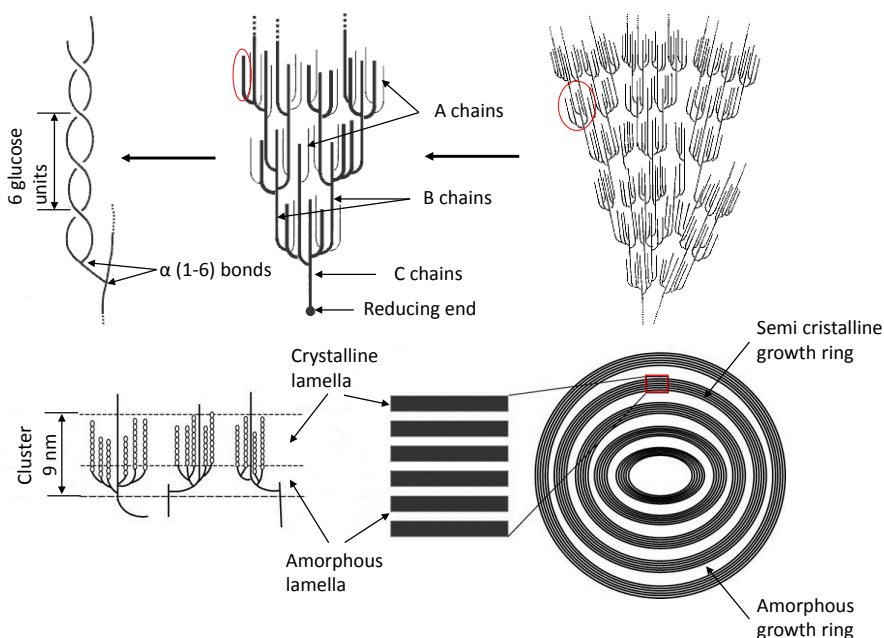 6 glucose
units
α (1-6) bonds
A chains
B chains
C chains
Reducing end
Semi cristalline
growth ring
Crystalline
lamella
Cluster
9 nm
Amorphous
lamella
Amorphous
growth ring